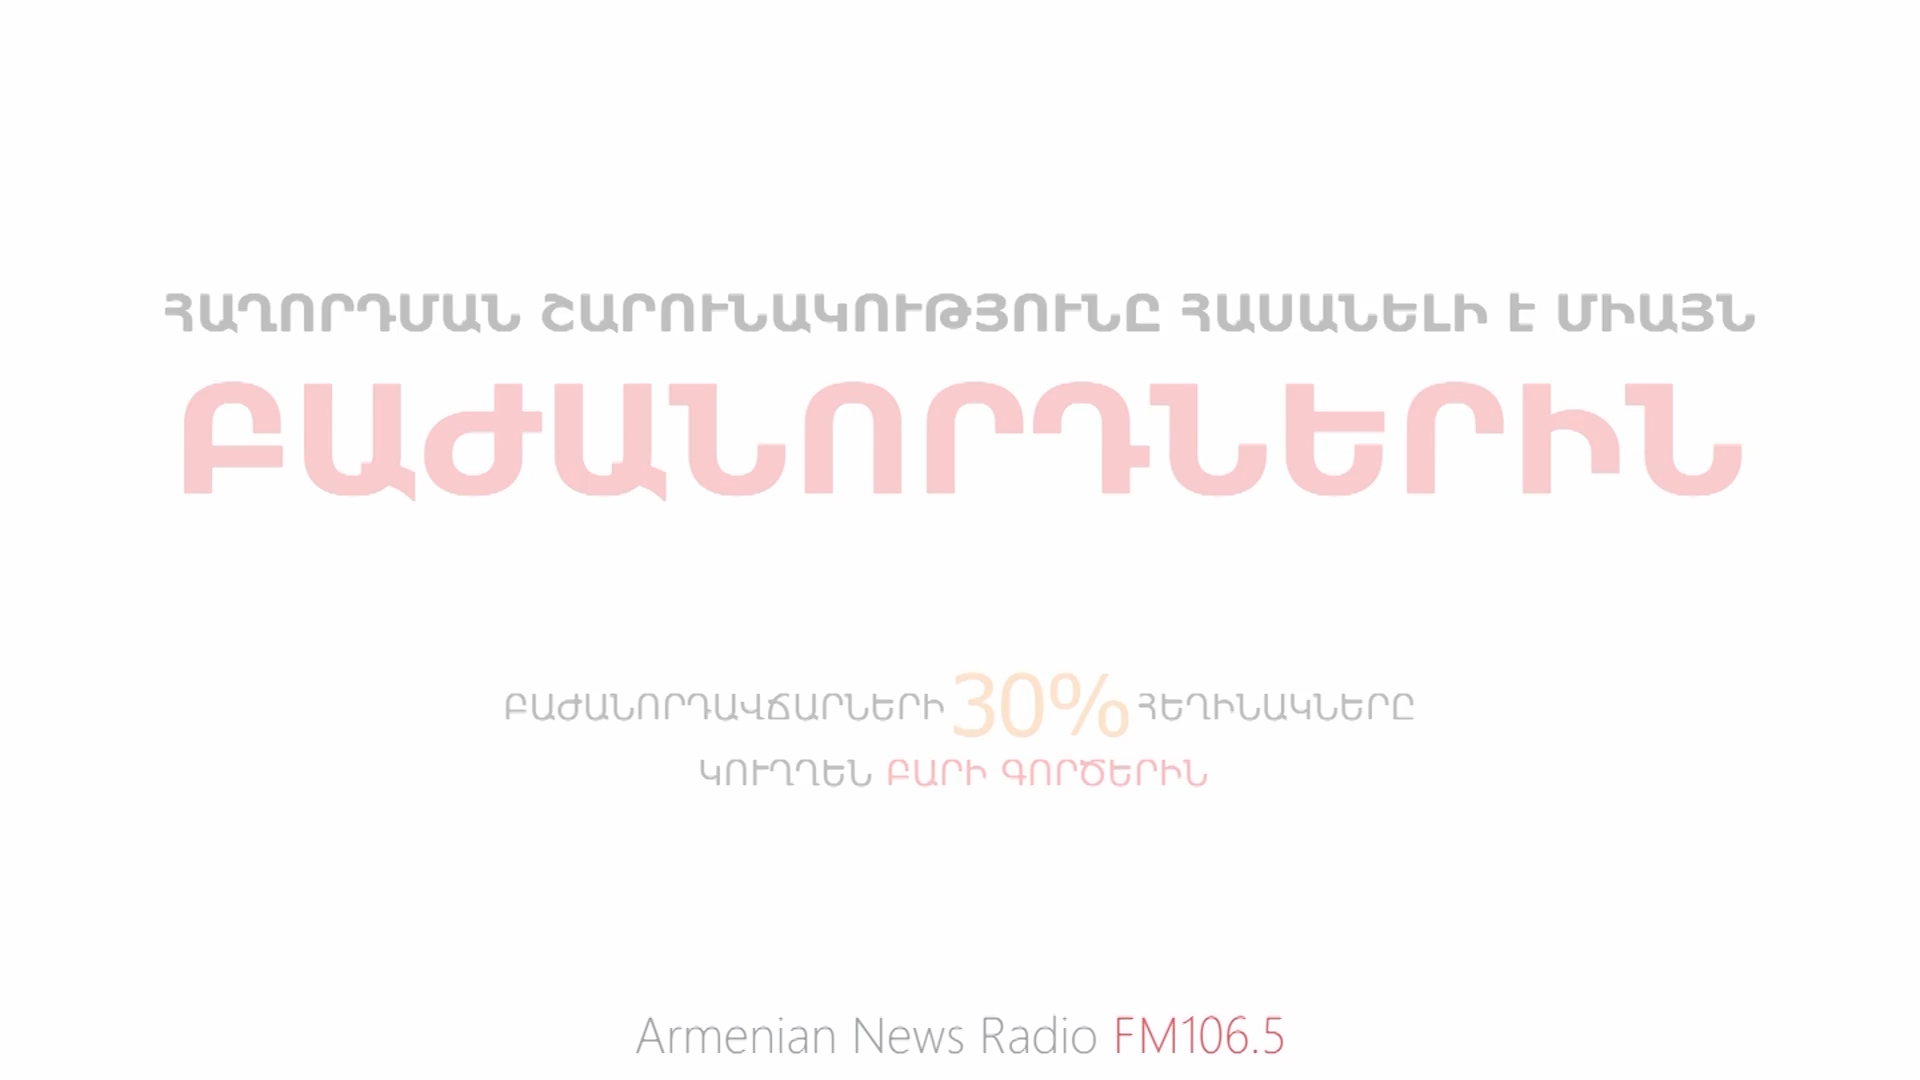 ՀԱՂՈՐԴՄԱՆ ՇԱՐՈՒՆԱԿՈՒԹՅՈՒՆԸ ՀԱՍԱՆԵԼԻ Է ՄԻԱՅՆ
ԲԱԺԱՆՈՐԴՆԵՐԻՆ
ԲԱԺԱՆՈՐԴԱՎՃԱՐՆԵՐԻ 30% ՀԵՂԻՆԱԿՆԵՐԸ
ԿՈՒՂՂԵՆ ԲԱՐԻ ԳՈՐԾԵՐԻՆ
Armenian News Radio FM106.5